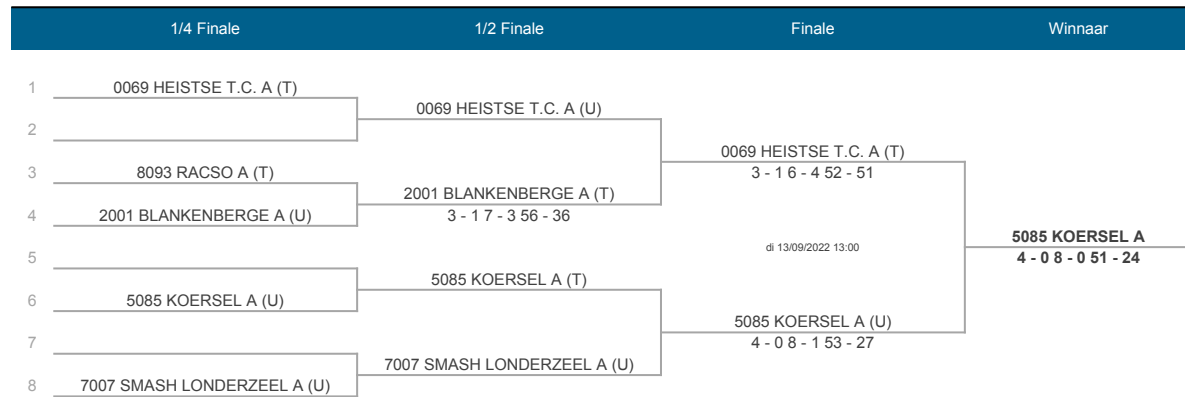 1/4 Finale 1/2 Finale Finale Winnaar
1 0069 HEISTSE T.C. A (T)
0069 HEISTSE T.C. A (U)
2
0069 HEISTSE T.C. A (T)
3 8093 RACSO A (T)
3 - 1 6 - 4 52 - 51
2001 BLANKENBERGE A (T)
4 2001 BLANKENBERGE A (U)
3 - 1 7 - 3 56 - 36
5085 KOERSEL A
di 13/09/2022 13:00
5
4 - 0 8 - 0 51 - 24
5085 KOERSEL A (T)
6 5085 KOERSEL A (U)
5085 KOERSEL A (U)
7
4 - 0 8 - 1 53 - 27
7007 SMASH LONDERZEEL A (U)
8 7007 SMASH LONDERZEEL A (U)